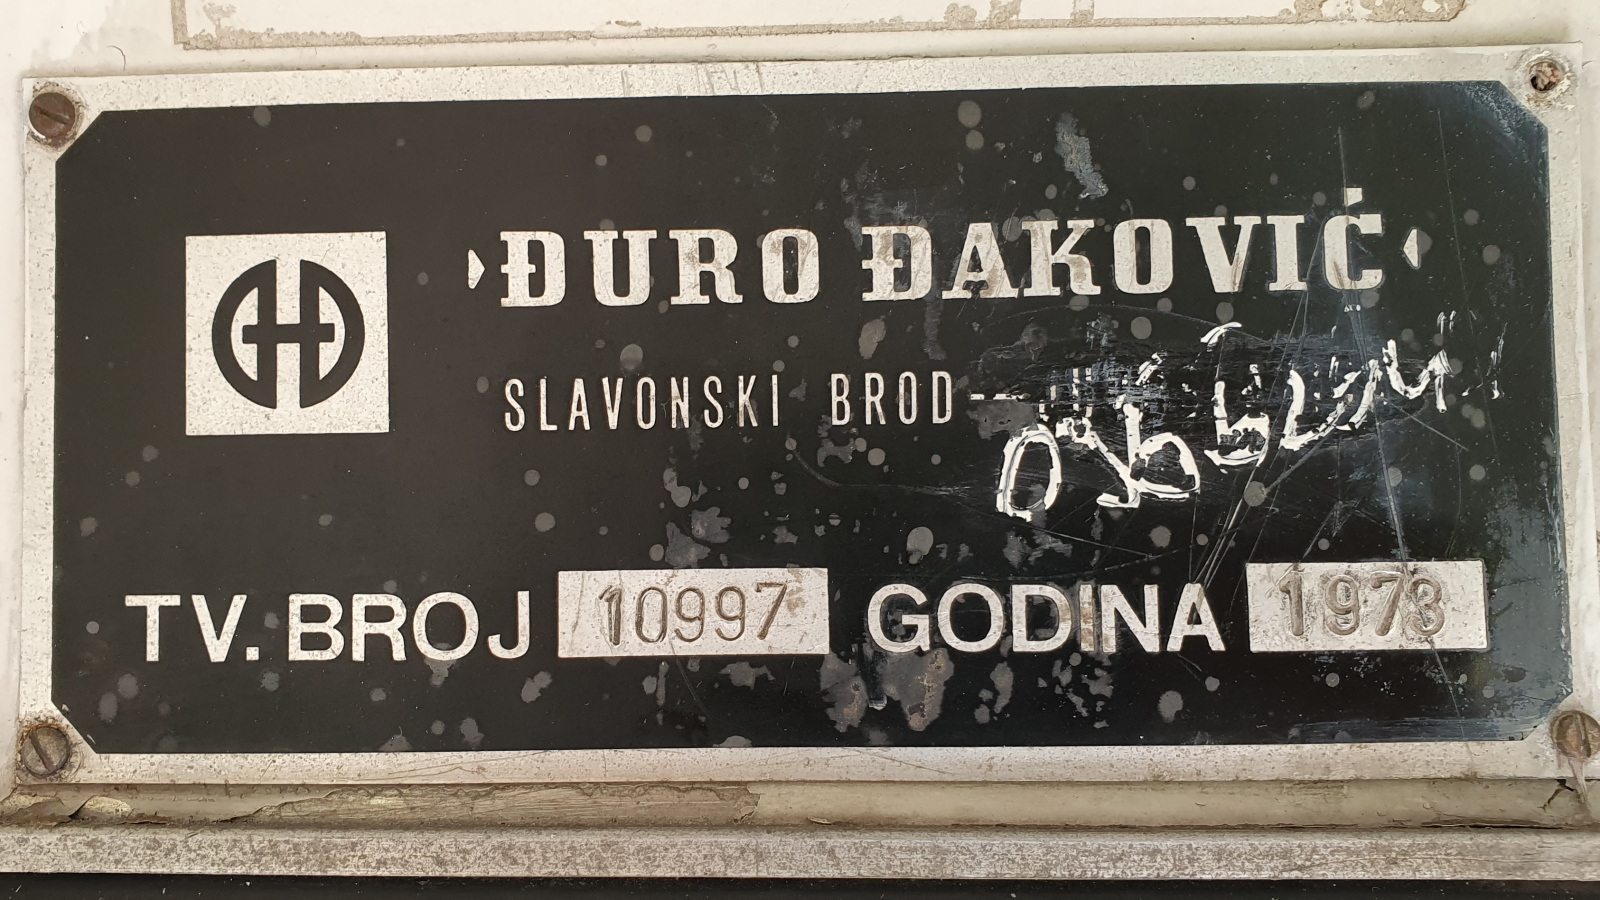 ĐURO ĐAKOVIĆ
SLAVONSKI BROD
TV. BROJ 10997 GODINA 1973